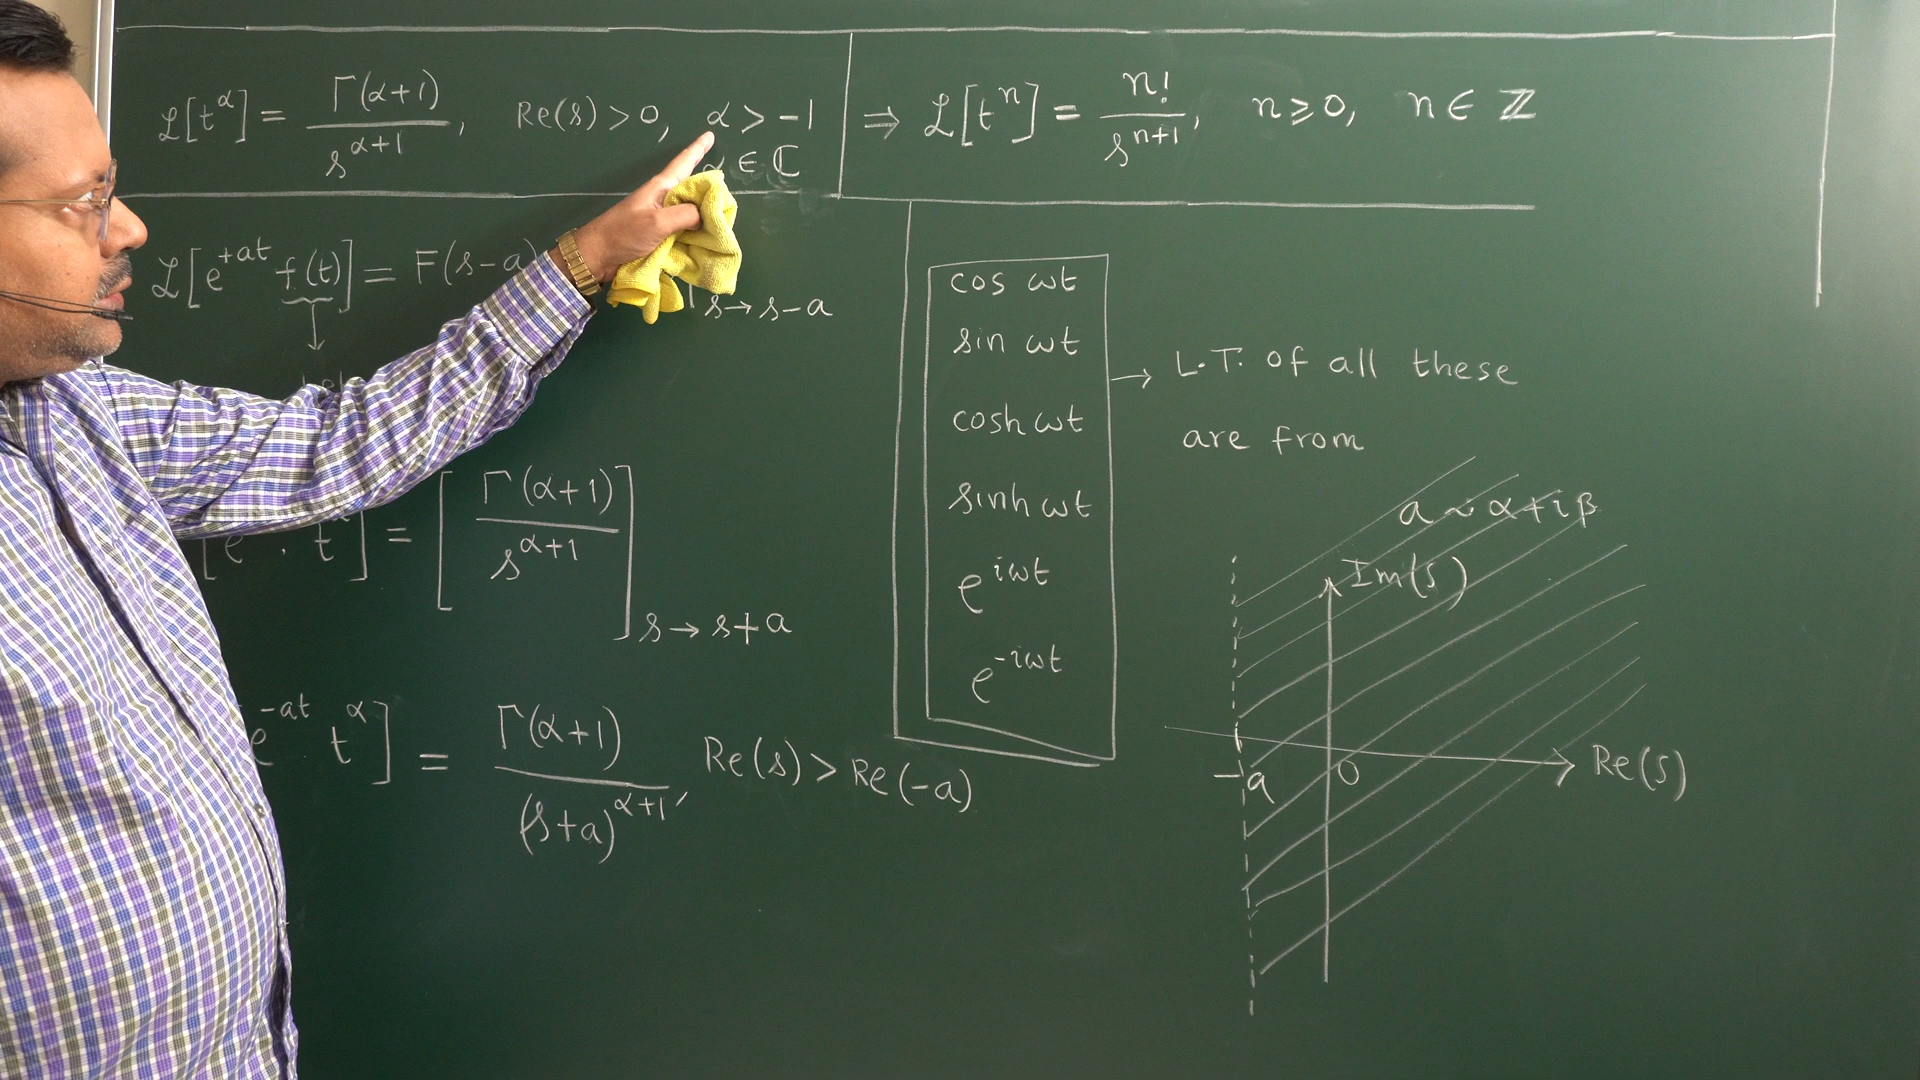 ℒ[t^α] = Γ(α+1)/s^(α+1), Re(s) > 0, α > -1
α ∈ ℂ
⇒ ℒ[t^n] = n!/s^(n+1), n ≥ 0, n ∈ ℤ
ℒ[e^(+at) f(t)] = F(s-a)
s→s-a
[e . t] = [Γ(α+1)/s^(α+1)] s→s+a
e^(-at) t^α] = Γ(α+1)/(s+a)^(α+1), Re(s) > Re(-a)
cos ωt
sin ωt
cosh ωt
sinh ωt
e^(iωt)
e^(-iωt)
→ L.T. of all these
are from
a ~ α+iβ
Im(s)
-a 0 Re(s)